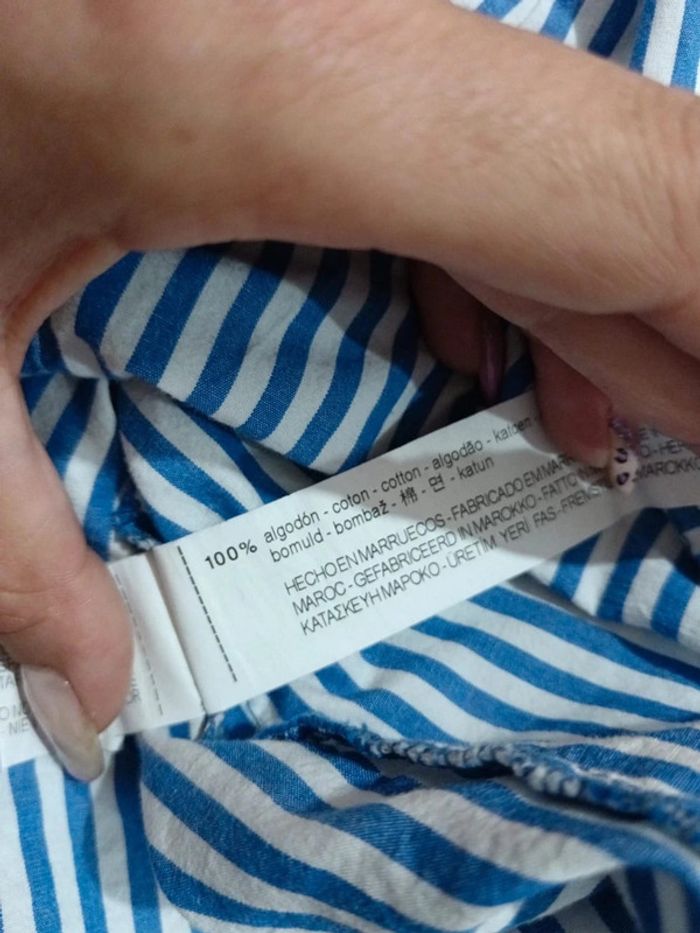 100% algodón - coton - cotton - algodão - katoen
bomuld - bombaž - 棉 - 면 - katun
HECHO EN MARRUECOS - FABRICADO EM
MAROC - GEFABRICEERD IN MAROKKO - FATTO
ΚΑΤΑΣΚΕΥΗ ΜΑΡΟΚΟ - ÜRETİM YERİ FAS -